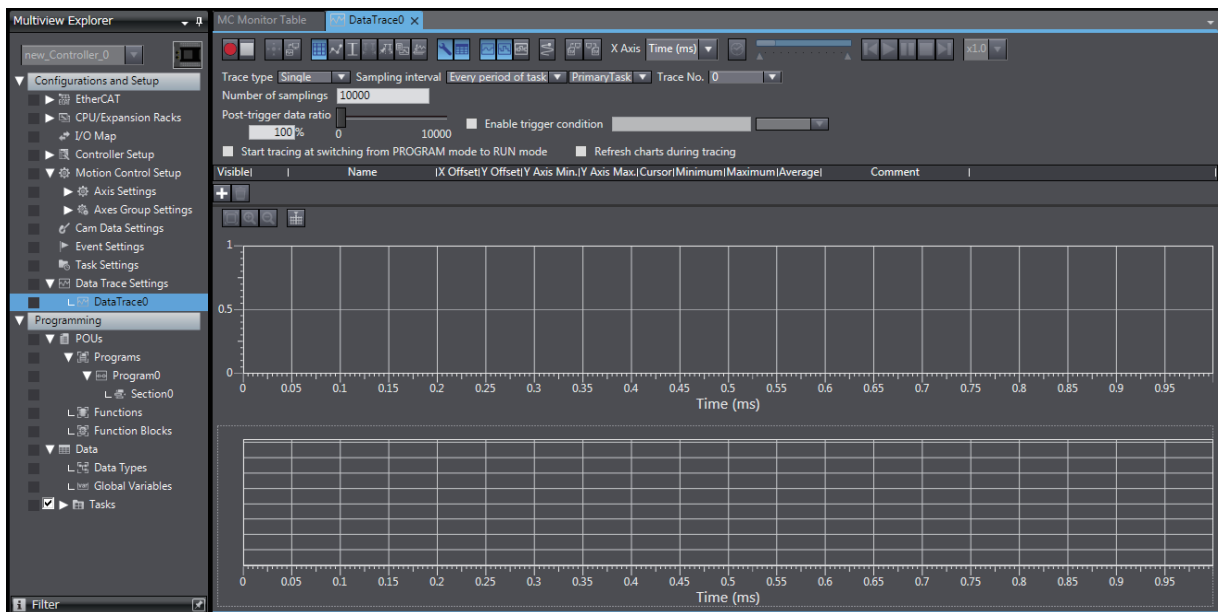 Multiview Explorer
new_Controller_0
Configurations and Setup
EtherCAT
CPU/Expansion Racks
I/O Map
Controller Setup
Motion Control Setup
Axis Settings
Axes Group Settings
Cam Data Settings
Event Settings
Task Settings
Data Trace Settings
DataTrace0
Programming
POUs
Programs
Program0
Section0
Functions
Function Blocks
Data
Data Types
Global Variables
Tasks
Filter
MC Monitor Table DataTrace0
X Axis Time (ms) x1.0
Trace type Single Sampling interval Every period of task PrimaryTask Trace No. 0
Number of samplings 10000
Post-trigger data ratio
Enable trigger condition
100 % 0 10000
Start tracing at switching from PROGRAM mode to RUN mode Refresh charts during tracing
Visible| | Name |X Offset|Y Offset|Y Axis Min.|Y Axis Max.|Cursor|Minimum|Maximum|Average| Comment |
1
0.5
0
0 0.05 0.1 0.15 0.2 0.25 0.3 0.35 0.4 0.45 0.5 0.55 0.6 0.65 0.7 0.75 0.8 0.85 0.9 0.95
Time (ms)
0 0.05 0.1 0.15 0.2 0.25 0.3 0.35 0.4 0.45 0.5 0.55 0.6 0.65 0.7 0.75 0.8 0.85 0.9 0.95
Time (ms)